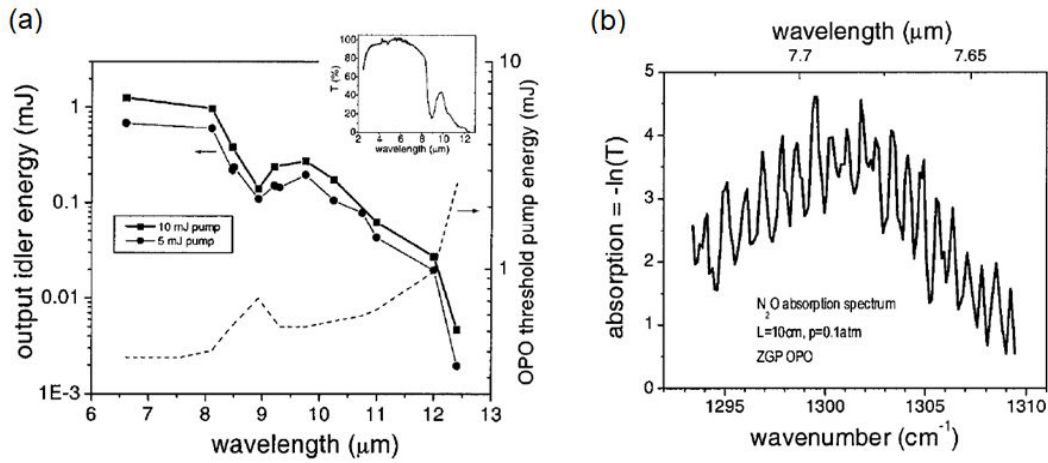 (a)
output idler energy (mJ)
1
0.1
0.01
1E-3
6 7 8 9 10 11 12 13
wavelength (μm)
10 mJ pump
5 mJ pump
T (%)
100
80
60
40
20
0
2 4 6 8 10 12
wavelength (μm)
10
1
OPO threshold pump energy (mJ)
(b)
wavelength (μm)
7.7 7.65
absorption = -ln(T)
5
4
3
2
1
0
N2O absorption spectrum
L=10cm, p=0.1atm
ZGP OPO
1295 1300 1305 1310
wavenumber (cm-1)